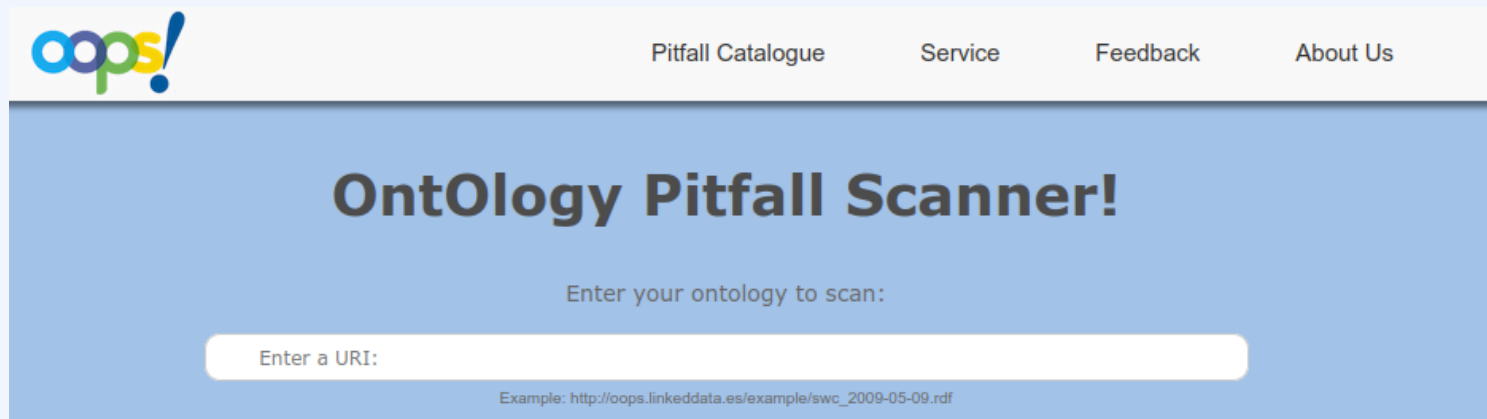 oops!
Pitfall Catalogue Service Feedback About Us
OntOlogy Pitfall Scanner!
Enter your ontology to scan:
Enter a URI:
Example: http://oops.linkeddata.es/example/swc_2009-05-09.rdf